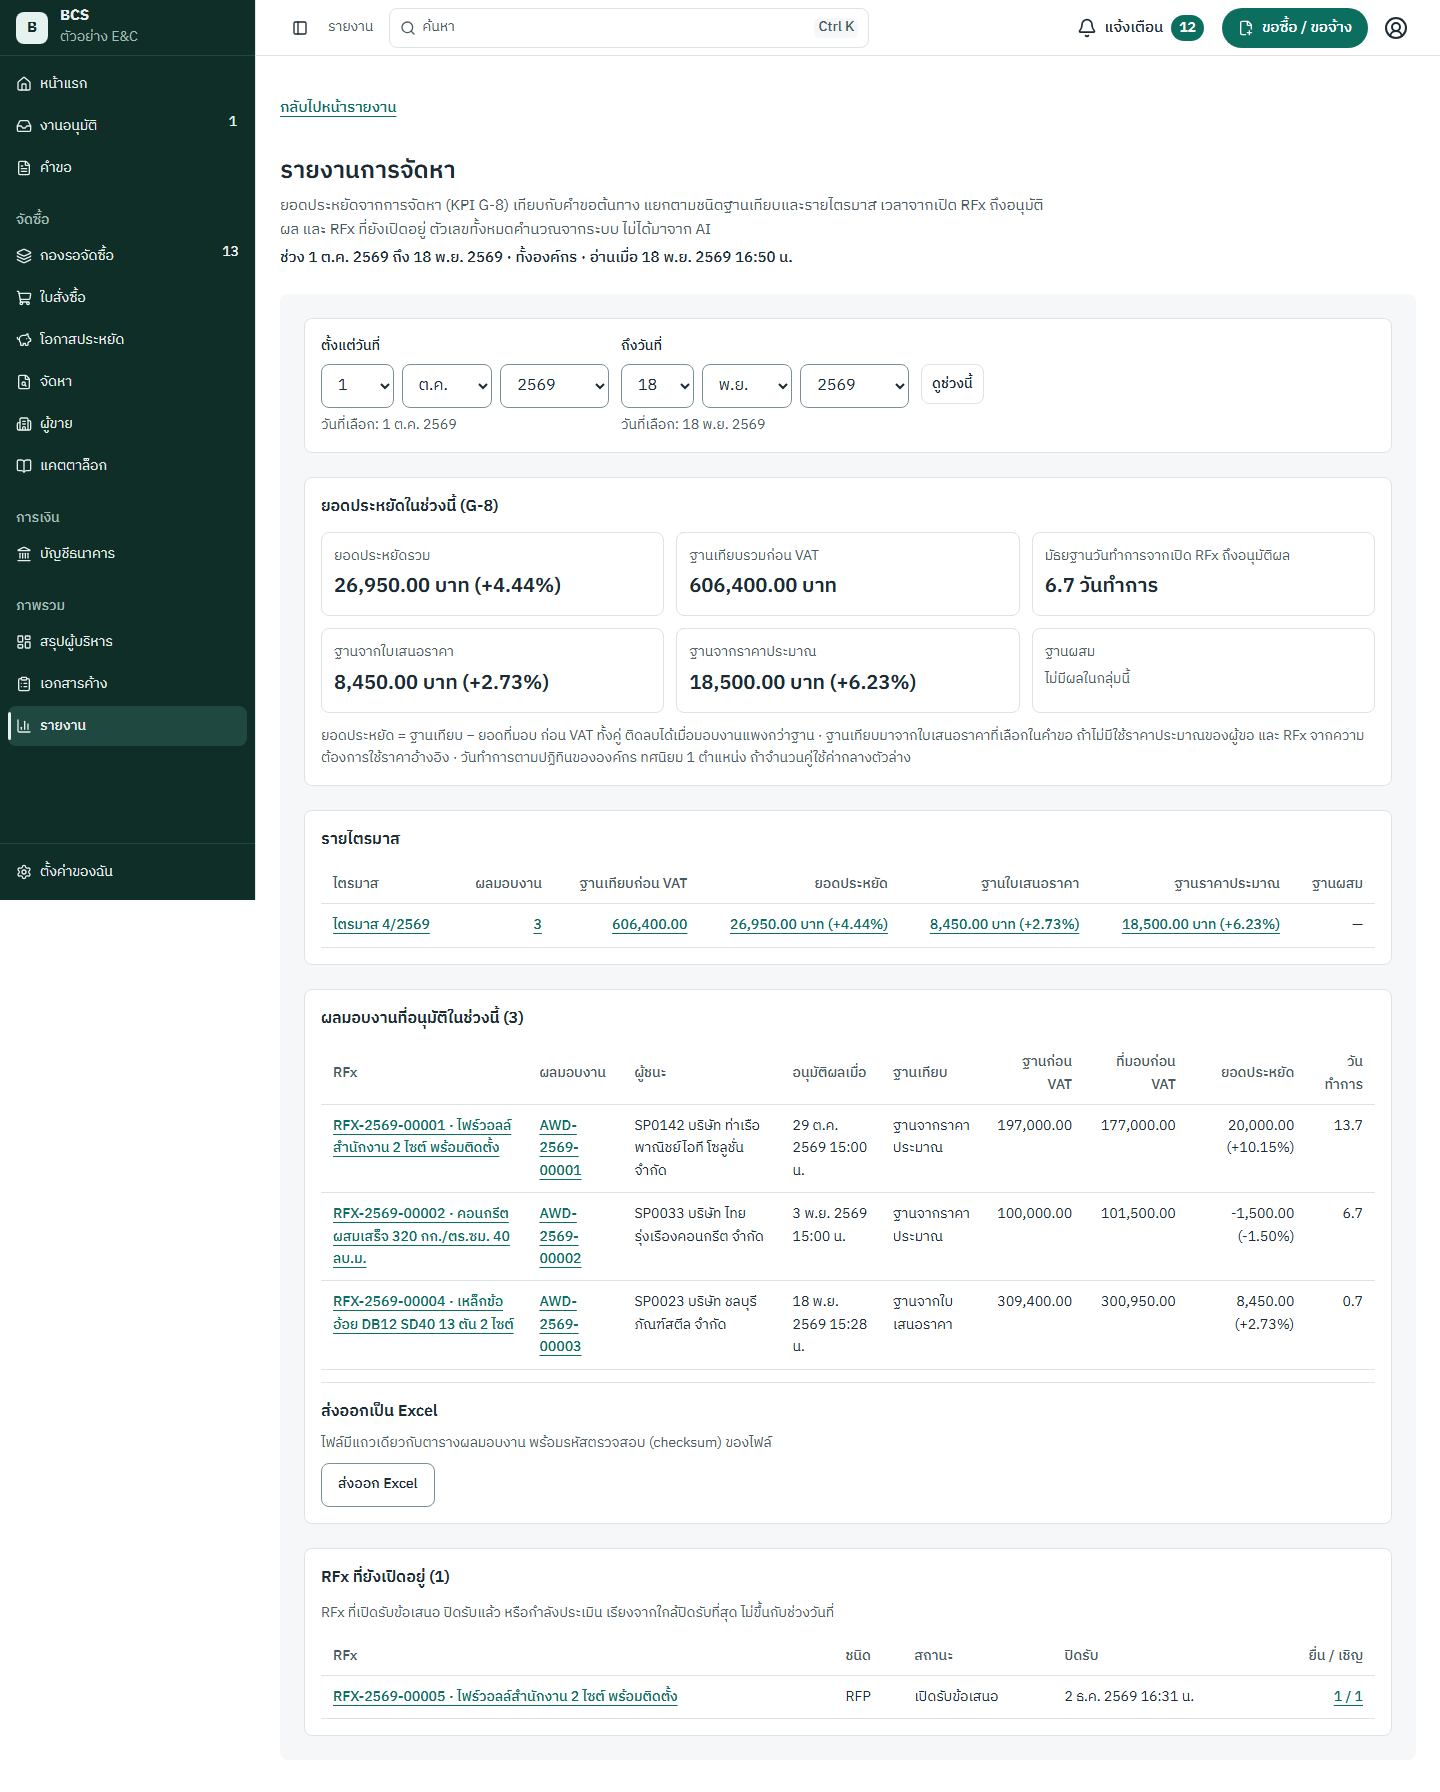 BCS
B
ตัวอย่าง E&C
หน้าแรก
งานอนุมัติ 1
คำขอ
จัดซื้อ
กองรอจัดซื้อ 13
ใบสั่งซื้อ
โอกาสประหยัด
จัดหา
ผู้ขาย
แคตตาล็อก
การเงิน
บัญชีธนาคาร
ภาพรวม
สรุปผู้บริหาร
เอกสารค้าง
รายงาน
ตั้งค่าของฉัน
รายงาน ค้นหา Ctrl K แจ้งเตือน 12 ขอซื้อ / ขอจ้าง
กลับไปหน้ารายงาน
รายงานการจัดหา
ยอดประหยัดจากการจัดหา (KPI G-8) เทียบกับคำขอต้นทาง แยกตามชนิดฐานเทียบและรายไตรมาส เวลาจากเปิด RFx ถึงอนุมัติ
ผล และ RFx ที่ยังเปิดอยู่ ตัวเลขทั้งหมดคำนวณจากระบบ ไม่ได้มาจาก AI
ช่วง 1 ต.ค. 2569 ถึง 18 พ.ย. 2569 · ทั้งองค์กร · อ่านเมื่อ 18 พ.ย. 2569 16:50 น.
ตั้งแต่วันที่ ถึงวันที่
1 ต.ค. 2569 18 พ.ย. 2569 ดูช่วงนี้
วันที่เลือก: 1 ต.ค. 2569 วันที่เลือก: 18 พ.ย. 2569
ยอดประหยัดในช่วงนี้ (G-8)
ยอดประหยัดรวม ฐานเทียบรวมก่อน VAT มัธยฐานวันทำการจากเปิด RFx ถึงอนุมัติผล
26,950.00 บาท (+4.44%) 606,400.00 บาท 6.7 วันทำการ
ฐานจากใบเสนอราคา ฐานจากราคาประมาณ ฐานผสม
8,450.00 บาท (+2.73%) 18,500.00 บาท (+6.23%) ไม่มีผลในกลุ่มนี้
ยอดประหยัด = ฐานเทียบ − ยอดที่มอบ ก่อน VAT ทั้งคู่ ติดลบได้เมื่อมอบงานแพงกว่าฐาน · ฐานเทียบมาจากใบเสนอราคาที่เลือกในคำขอ ถ้าไม่มีใช้ราคาประมาณของผู้ขอ และ RFx จากความ
ต้องการใช้ราคาอ้างอิง · วันทำการตามปฏิทินขององค์กร ทศนิยม 1 ตำแหน่ง ถ้าจำนวนคู่ใช้ค่ากลางตัวล่าง
รายไตรมาส
ไตรมาส ผลมอบงาน ฐานเทียบก่อน VAT ยอดประหยัด ฐานใบเสนอราคา ฐานราคาประมาณ ฐานผสม
ไตรมาส 4/2569 3 606,400.00 26,950.00 บาท (+4.44%) 8,450.00 บาท (+2.73%) 18,500.00 บาท (+6.23%) —
ผลมอบงานที่อนุมัติในช่วงนี้ (3)
ฐานก่อน ที่มอบก่อน วัน
RFx ผลมอบงาน ผู้ชนะ อนุมัติผลเมื่อ ฐานเทียบ ยอดประหยัด
VAT VAT ทำการ
RFX-2569-00001 · ไฟร์วอลล์ AWD- SP0142 บริษัท ท่าเรือ 29 ต.ค. ฐานจากราคา 197,000.00 177,000.00 20,000.00 13.7
สำนักงาน 2 ไซต์ พร้อมติดตั้ง 2569- พาณิชย์ไอที โซลูชั่น 2569 15:00 ประมาณ (+10.15%)
00001 จำกัด น.
RFX-2569-00002 · คอนกรีต AWD- SP0033 บริษัท ไทย 3 พ.ย. 2569 ฐานจากราคา 100,000.00 101,500.00 -1,500.00 6.7
ผสมเสร็จ 320 กก./ตร.ซม. 40 2569- รุ่งเรืองคอนกรีต จำกัด 15:00 น. ประมาณ (-1.50%)
ลบ.ม. 00002
RFX-2569-00004 · เหล็กข้อ AWD- SP0023 บริษัท ชลบุรี 18 พ.ย. ฐานจากใบ 309,400.00 300,950.00 8,450.00 0.7
อ้อย DB12 SD40 13 ตัน 2 ไซต์ 2569- ภัณฑ์สตีล จำกัด 2569 15:28 เสนอราคา (+2.73%)
00003 น.
ส่งออกเป็น Excel
ไฟล์มีแถวเดียวกับตารางผลมอบงาน พร้อมรหัสตรวจสอบ (checksum) ของไฟล์
ส่งออก Excel
RFx ที่ยังเปิดอยู่ (1)
RFx ที่เปิดรับข้อเสนอ ปิดรับแล้ว หรือกำลังประเมิน เรียงจากใกล้ปิดรับที่สุด ไม่ขึ้นกับช่วงวันที่
RFx ชนิด สถานะ ปิดรับ ยื่น / เชิญ
RFX-2569-00005 · ไฟร์วอลล์สำนักงาน 2 ไซต์ พร้อมติดตั้ง RFP เปิดรับข้อเสนอ 2 ธ.ค. 2569 16:31 น. 1 / 1